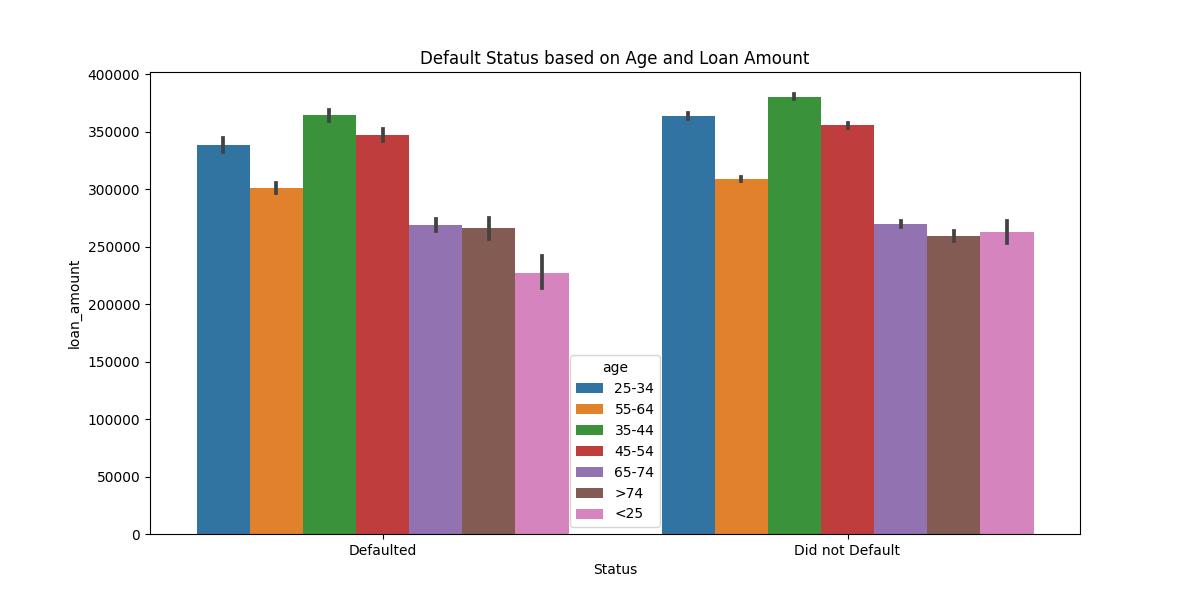 Default Status based on Age and Loan Amount
400000
350000
300000
250000
200000
150000
100000
50000
0
loan_amount
age
25-34
55-64
35-44
45-54
65-74
>74
<25
Defaulted
Did not Default
Status